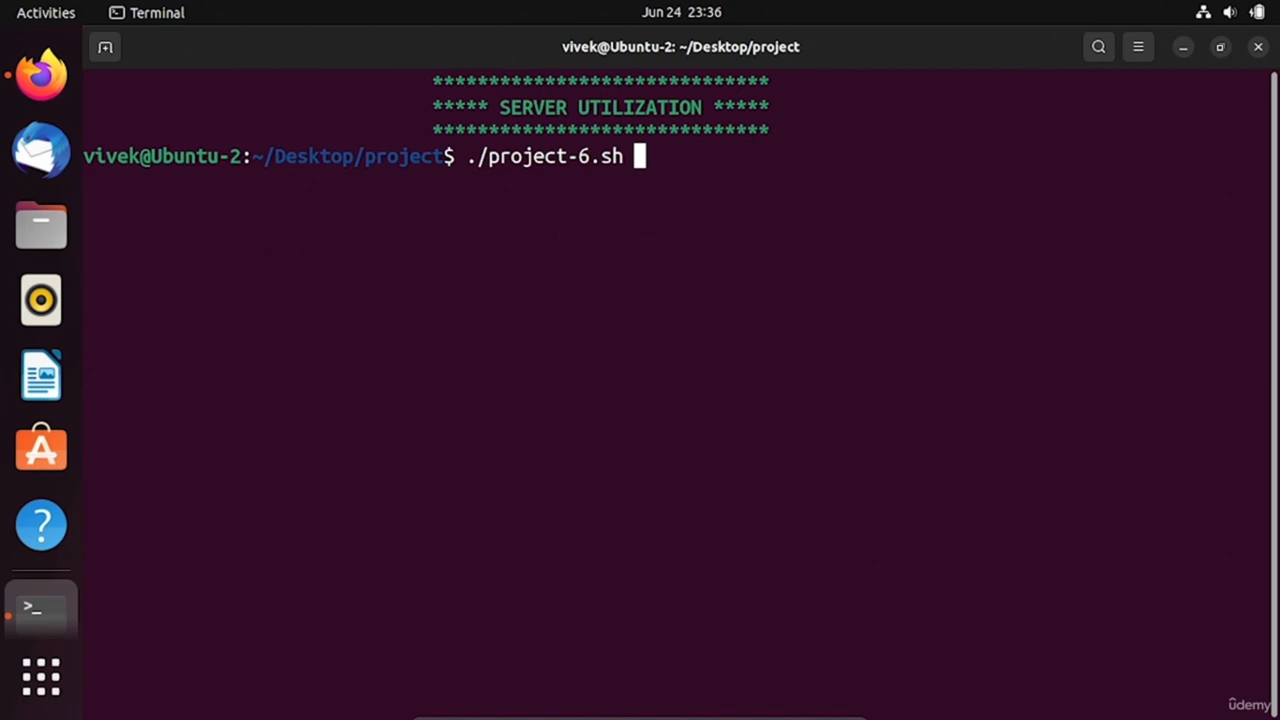 Activities Terminal Jun 24 23:36
vivek@Ubuntu-2: ~/Desktop/project
******************************
***** SERVER UTILIZATION *****
******************************
vivek@Ubuntu-2:~/Desktop/project$ ./project-6.sh
?
>_
ûdemy